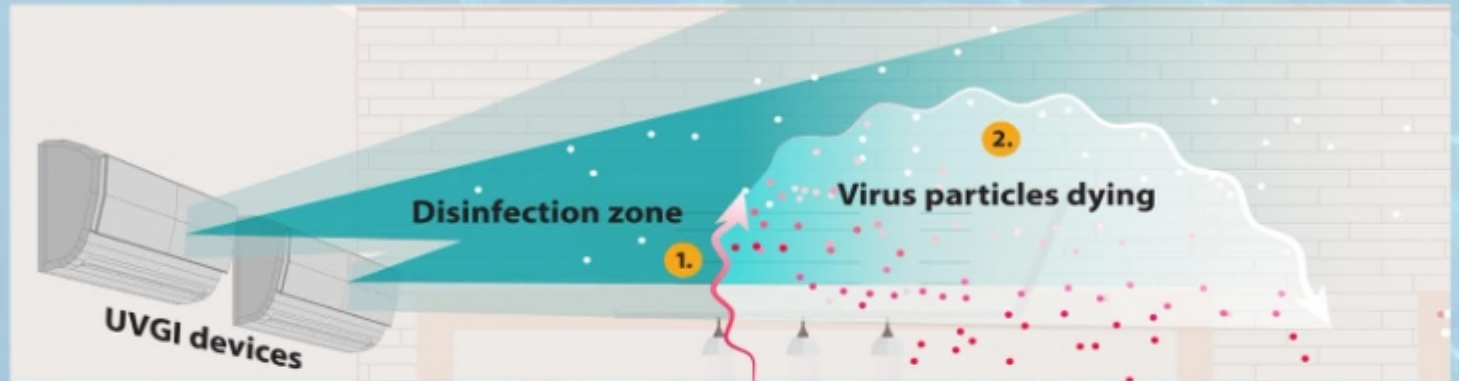 Disinfection zone
1.
2.
Virus particles dying
UVGI devices